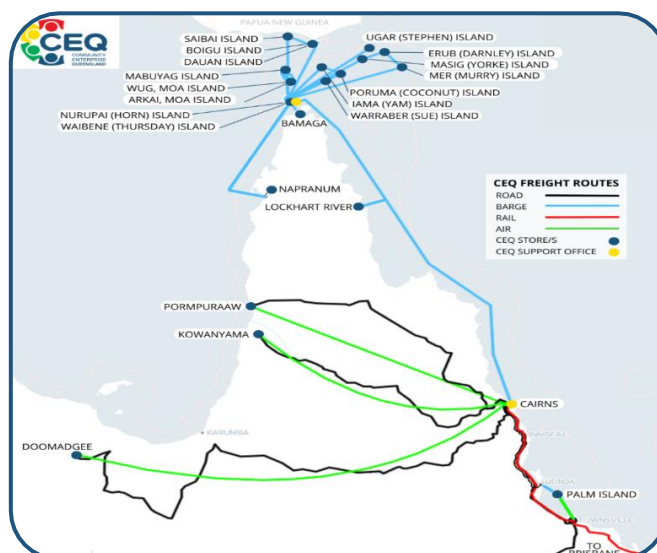 PAPUA NEW GUINEA
CEQ
COMMUNITY
ENTERPRISE
QUEENSLAND
SAIBAI ISLAND
BOIGU ISLAND
DAUAN ISLAND
MABUYAG ISLAND
WUG, MOA ISLAND
ARKAI, MOA ISLAND
NURUPAI (HORN) ISLAND
WAIBENE (THURSDAY) ISLAND
UGAR (STEPHEN) ISLAND
ERUB (DARNLEY) ISLAND
MASIG (YORKE) ISLAND
MER (MURRY) ISLAND
PORUMA (COCONUT) ISLAND
IAMA (YAM) ISLAND
WARRABER (SUE) ISLAND
BAMAGA
NAPRANUM
LOCKHART RIVER
CEQ FREIGHT ROUTES
ROAD
BARGE
RAIL
AIR
CEQ STORE/S
CEQ SUPPORT OFFICE
PORMPURAAW
KOWANYAMA
CAIRNS
KARUMBA
INNISFAIL
DOOMADGEE
LUCINDA
PALM ISLAND
TOWNSVILLE
TO
BRISBANE